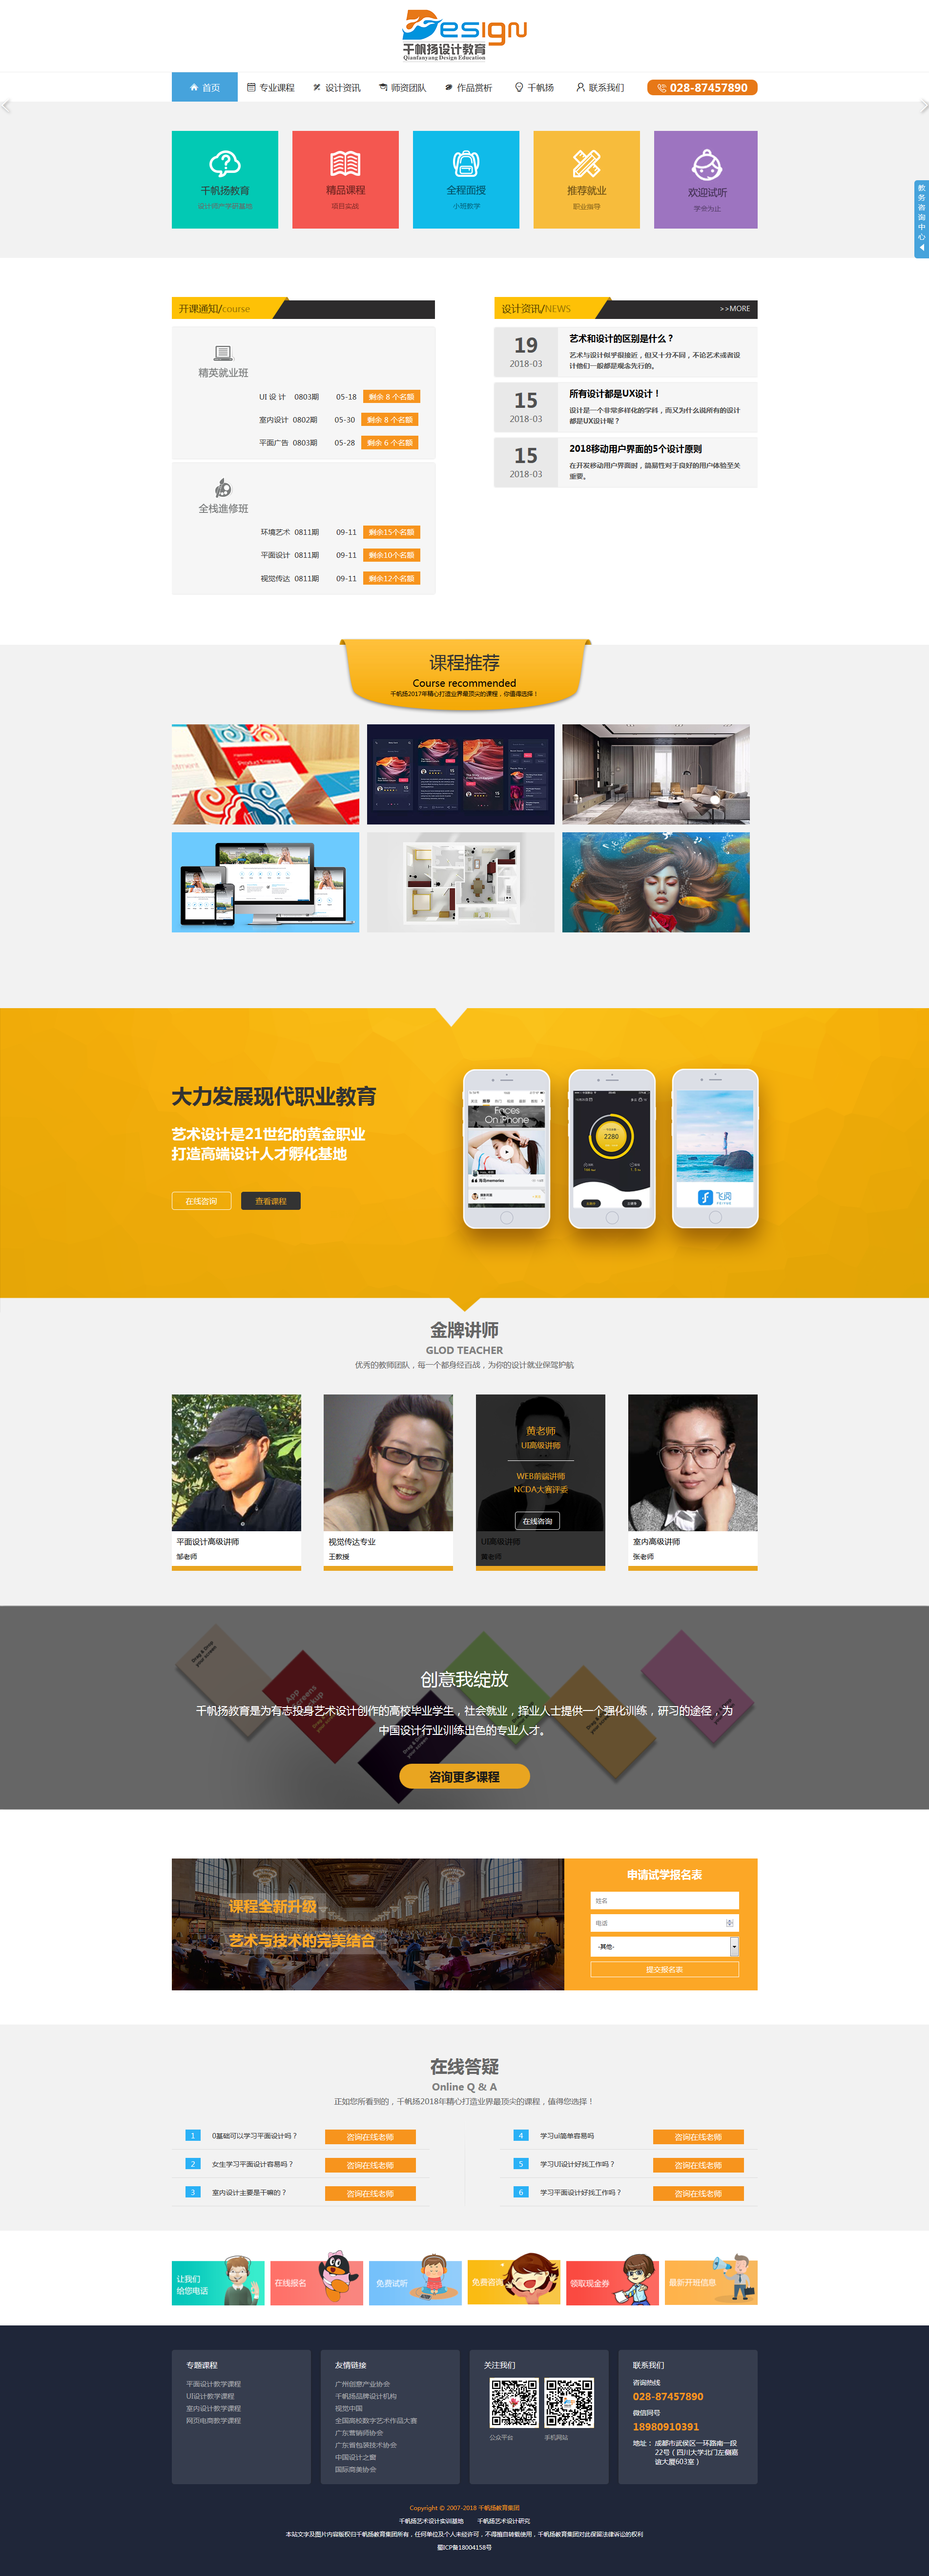 Design
千帆扬设计教育
Qianfanyang Design Education
首页
专业课程
设计资讯
师资团队
作品赏析
千帆扬
联系我们
028-87457890
教务咨询中心
千帆扬教育
设计师产学研基地
精品课程
项目实战
全程面授
小班教学
推荐就业
职业指导
欢迎试听
学会为止
开课通知/course
精英就业班
UI 设 计 0803期 05-18 剩余 8 个名额
室内设计 0802期 05-30 剩余 8 个名额
平面广告 0803期 05-28 剩余 6 个名额
全栈進修班
环境艺术 0811期 09-11 剩余15个名额
平面设计 0811期 09-11 剩余10个名额
视觉传达 0811期 09-11 剩余12个名额
设计资讯/NEWS
>>MORE
19
2018-03
艺术和设计的区别是什么？
艺术与设计似乎很接近，但又十分不同，不论艺术或者设
计他们一般都是观念先行的。
15
2018-03
所有设计都是UX设计！
设计是一个非常多样化的学科，而又为什么说所有的设计
都是UX设计呢？
15
2018-03
2018移动用户界面的5个设计原则
在开发移动用户界面时，简易性对于良好的用户体验至关
重要。
课程推荐
Course recommended
千帆扬2017年精心打造业界最顶尖的课程，你值得选择！
大力发展现代职业教育
艺术设计是21世纪的黄金职业
打造高端设计人才孵化基地
在线咨询
查看课程
Faces
On iPhone
2280
飞阅
金牌讲师
GLOD TEACHER
优秀的教师团队，每一个都身经百战，为你的设计就业保驾护航
平面设计高级讲师
邹老师
视觉传达专业
王教授
黄老师
UI高级讲师
WEB前端讲师
NCDA大赛评委
在线咨询
UI高级讲师
黄老师
室内高级讲师
张老师
创意我绽放
千帆扬教育是为有志投身艺术设计创作的高校毕业学生，社会就业，择业人士提供一个强化训练，研习的途径，为
中国设计行业训练出色的专业人才。
咨询更多课程
课程全新升级
艺术与技术的完美结合
申请试学报名表
姓名
电话
-其他-
提交报名表
在线答疑
Online Q & A
正如您所看到的，千帆扬2018年精心打造业界最顶尖的课程，值得您选择！
1 0基础可以学习平面设计吗？ 咨询在线老师
2 女生学习平面设计容易吗？ 咨询在线老师
3 室内设计主要是干嘛的？ 咨询在线老师
4 学习ui简单容易吗 咨询在线老师
5 学习UI设计好找工作吗？ 咨询在线老师
6 学习平面设计好找工作吗？ 咨询在线老师
让我们
给您电话
在线报名
免费试听
免费咨询
领取现金券
最新开班信息
专题课程
平面设计教学课程
UI设计教学课程
室内设计教学课程
网页电商教学课程
友情链接
广州创意产业协会
千帆扬品牌设计机构
视觉中国
全国高校数字艺术作品大赛
广东营销师协会
广东省包装技术协会
中国设计之窗
国际商美协会
关注我们
公众平台
手机网站
联系我们
咨询热线
028-87457890
微信同号
18980910391
地址： 成都市武侯区一环路南一段
22号（四川大学北门左侧嘉
谊大厦603室）
Copyright © 2007-2018 千帆扬教育集团
千帆扬艺术设计实训基地 千帆扬艺术设计研究
本站文字及图片内容版权归千帆扬教育集团所有，任何单位及个人未经许可，不得擅自转载使用，千帆扬教育集团对此保留法律诉讼的权利
蜀ICP备18004158号